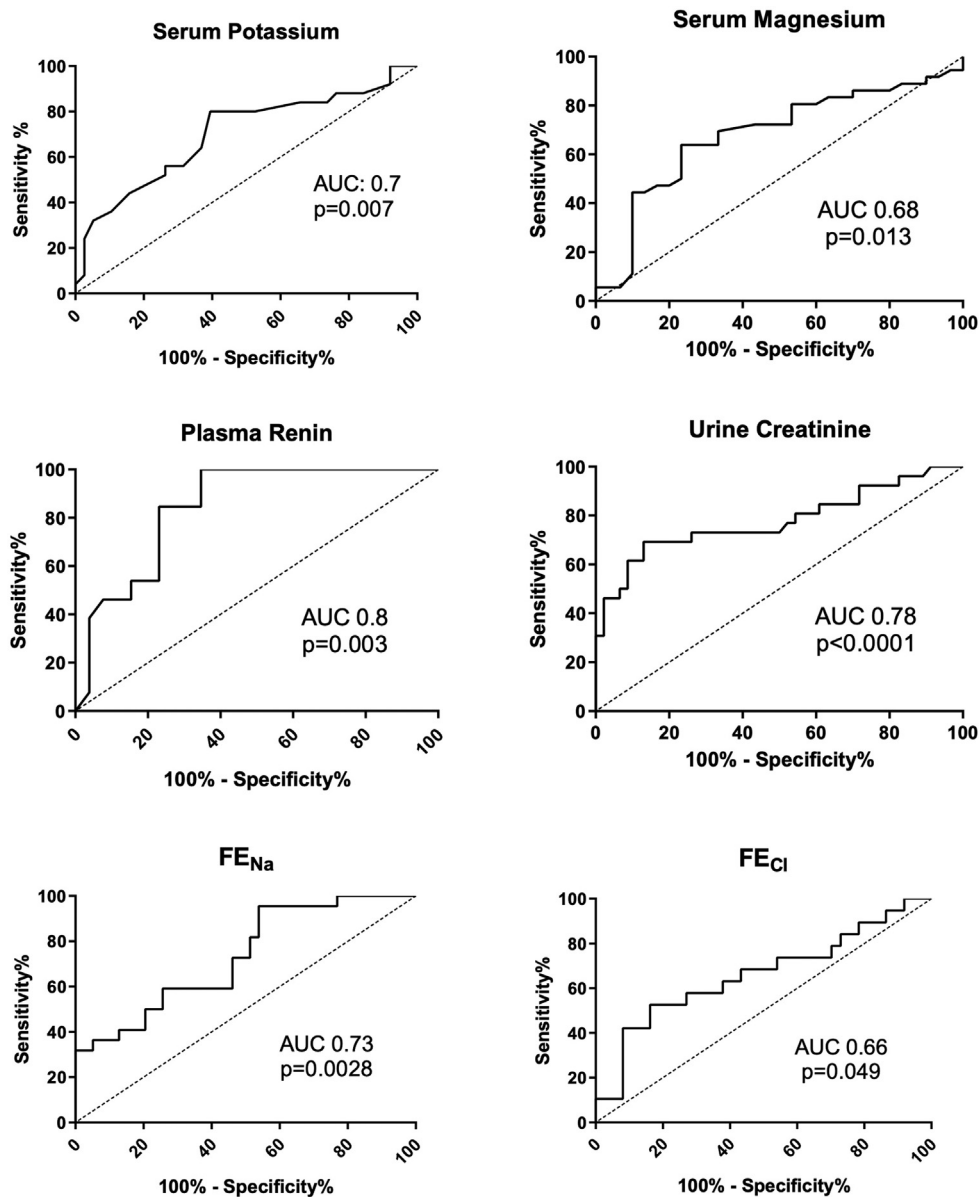 Serum Potassium
Sensitivity %
100
80
60
40
20
0
AUC: 0.7
p=0.007
0
20
40
60
80
100
100% - Specificity%
Serum Magnesium
Sensitivity%
100
80
60
40
20
0
AUC 0.68
p=0.013
0
20
40
60
80
100
100% - Specificity%
Plasma Renin
Sensitivity%
100
80
60
40
20
0
AUC 0.8
p=0.003
0
20
40
60
80
100
100% - Specificity%
Urine Creatinine
Sensitivity%
100
80
60
40
20
0
AUC 0.78
p<0.0001
0
20
40
60
80
100
100% - Specificity%
FENa
Sensitivity%
100
80
60
40
20
0
AUC 0.73
p=0.0028
0
20
40
60
80
100
100% - Specificity%
FECl
Sensitivity%
100
80
60
40
20
0
AUC 0.66
p=0.049
0
20
40
60
80
100
100% - Specificity%